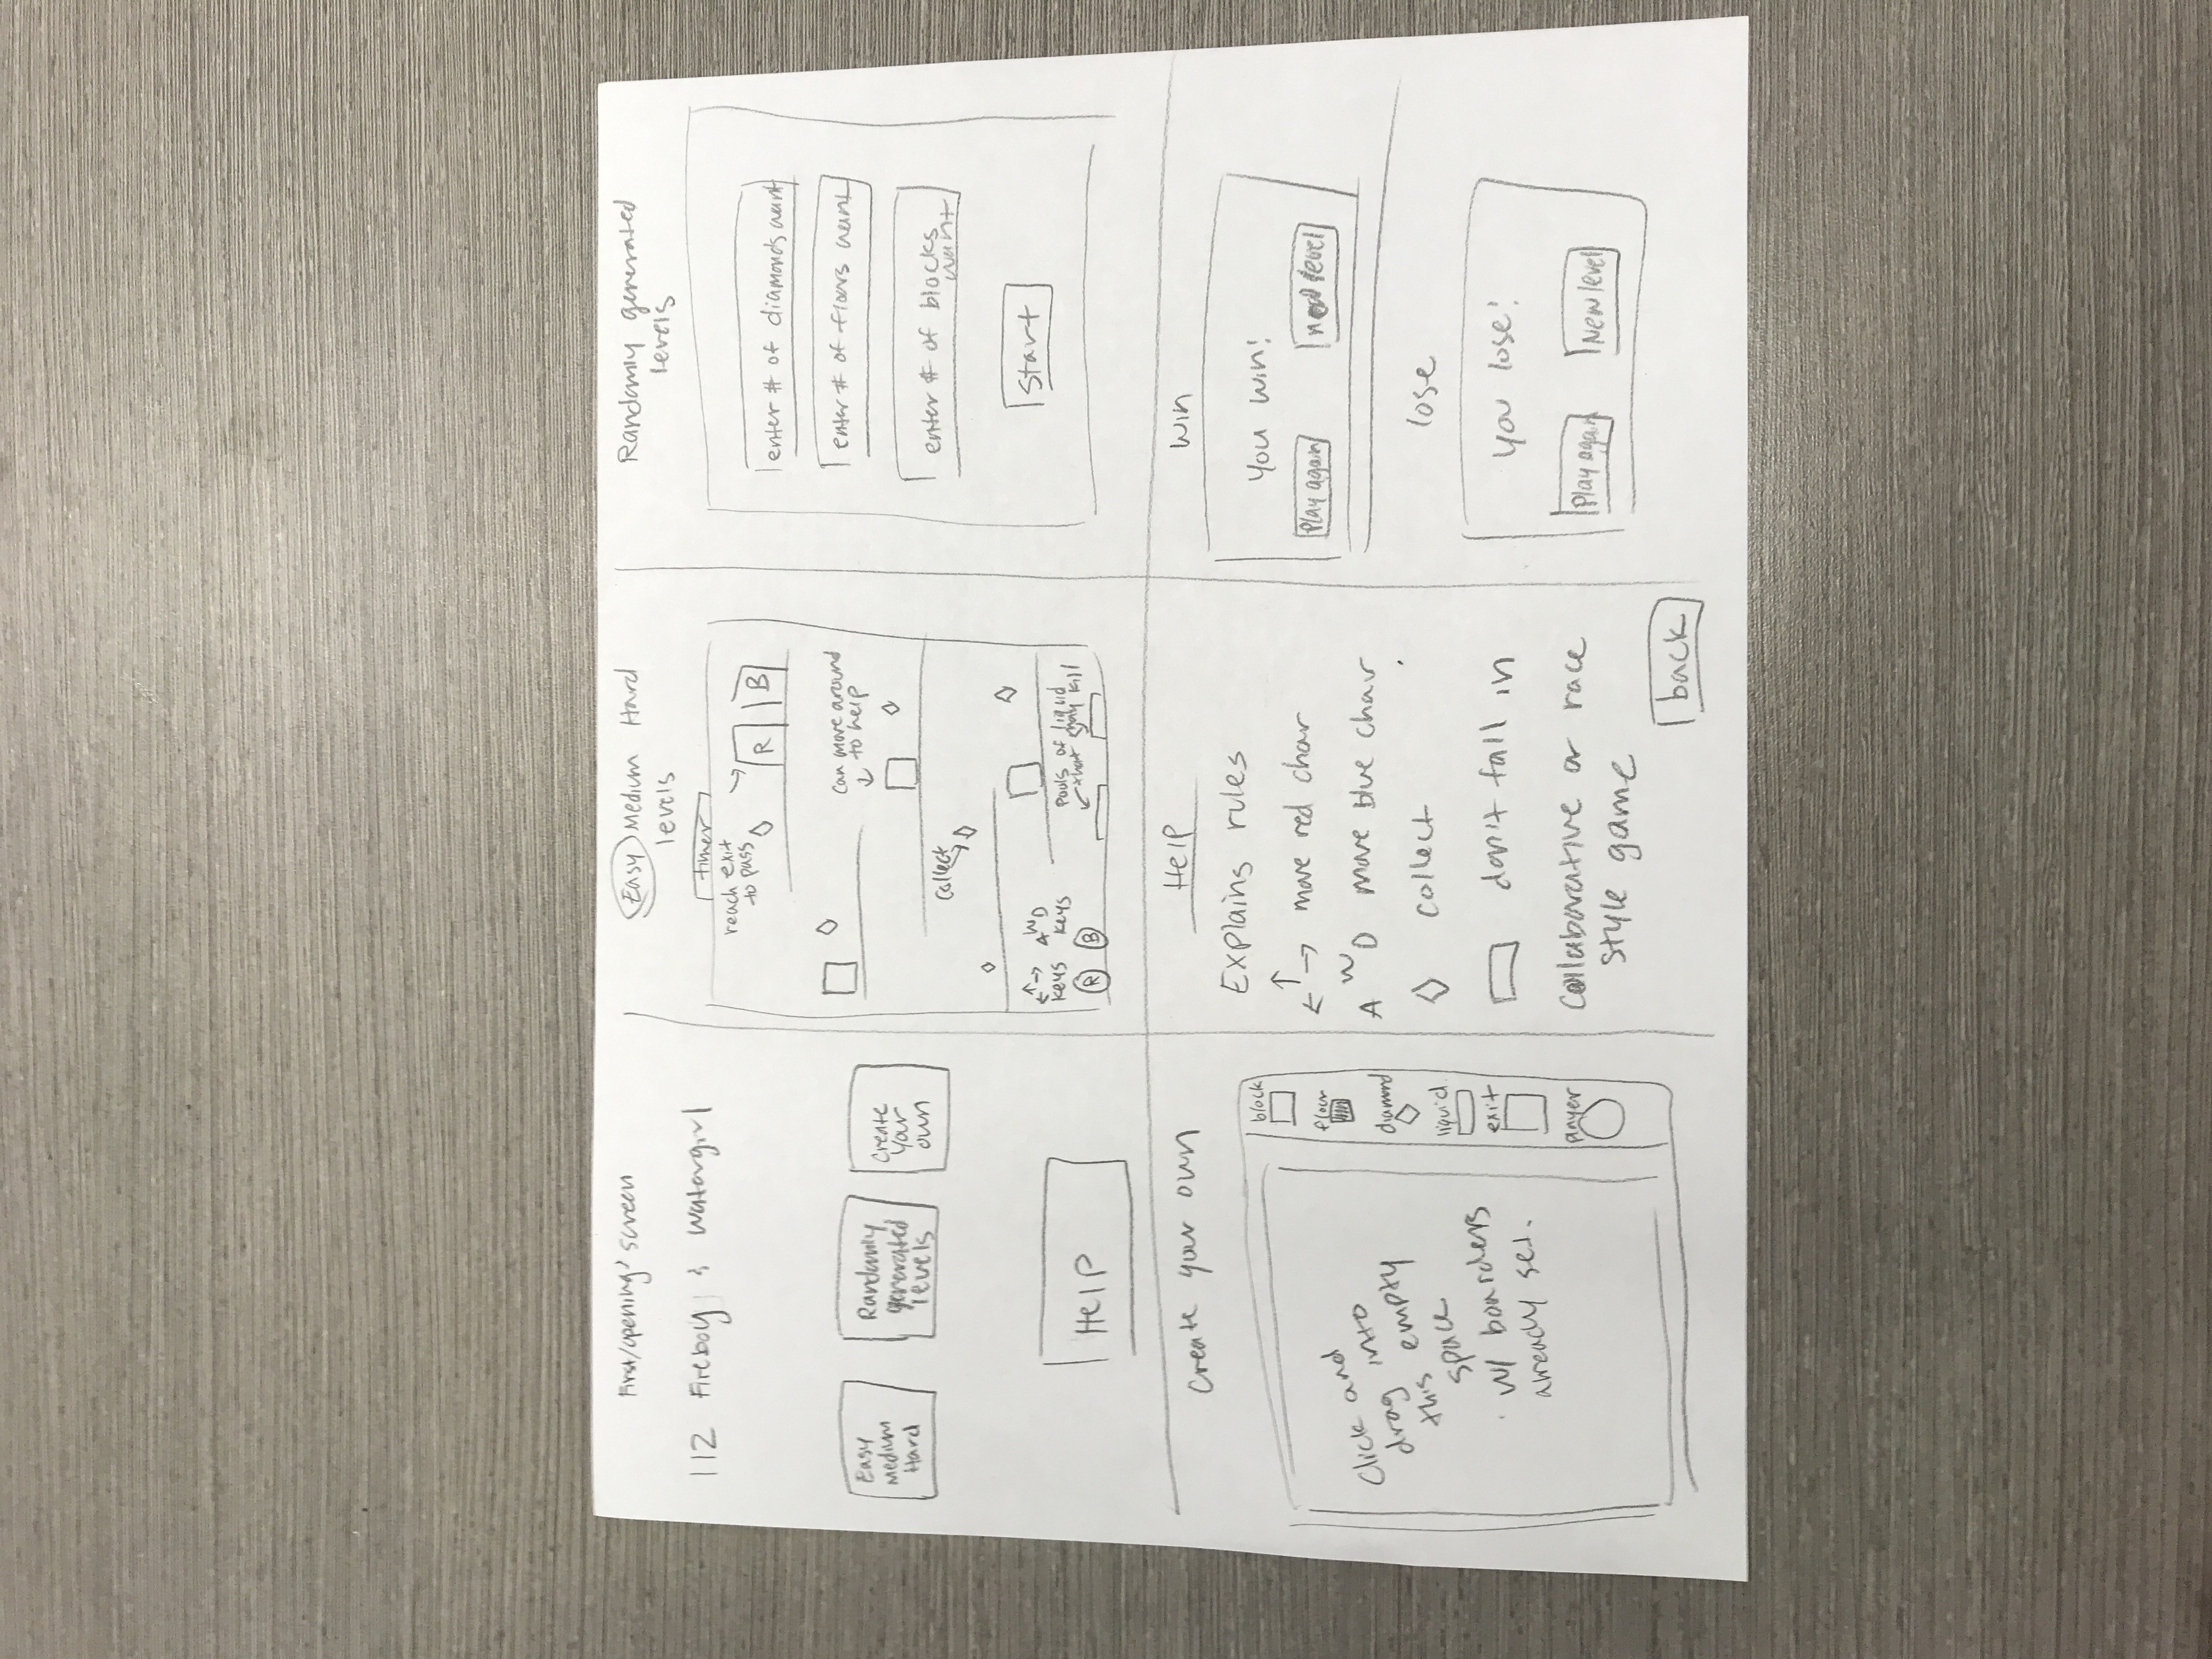 First/opening screen
112 Fireboy & Watergirl
Easy
Medium
Hard
Randomly
generated
levels
Create
Your
own
Help
Easy Medium Hard
levels
timer
reach exit
to pass
R
B
Can move around
to help
Collect
keys
W
A D
keys
R
B
Pools of liquid
that may kill
Randomly generated
levels
enter # of diamonds want
enter # of floors want
enter # of blocks
want
Start
Create your own
Click and
drag into
this empty
space
w/ boarders
already set.
block
floor
diamond
liquid
exit
player
Help
Explains rules
move red char
A W D move blue char
collect
don't fall in
Collaborative or race
style game
back
Win
You win!
Play again
level
lose
You lose!
Play again
New level